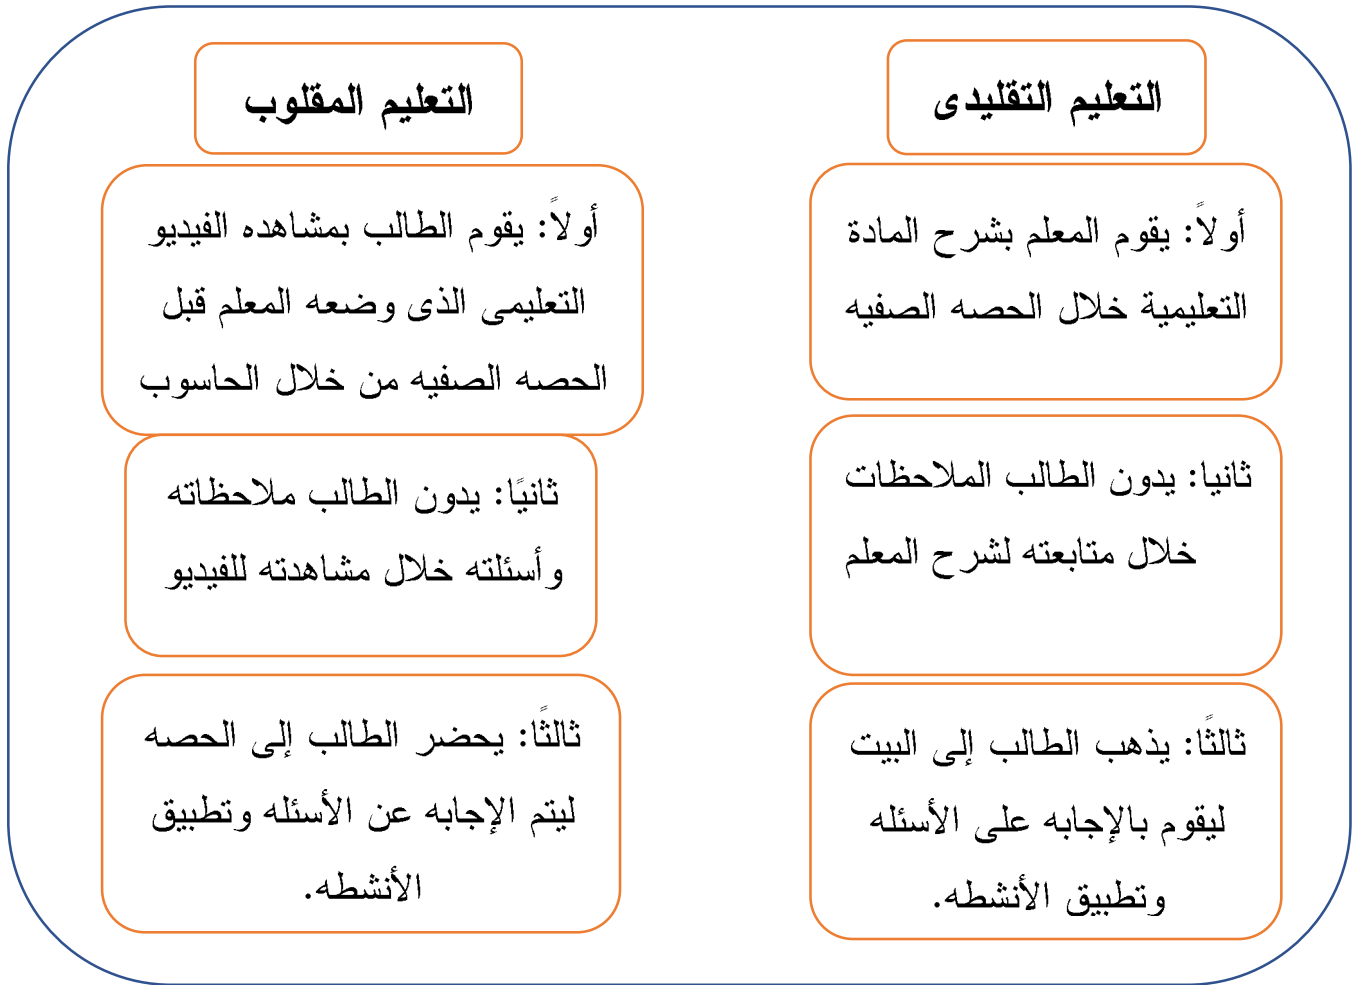 التعليم التقليدى
أولاً: يقوم المعلم بشرح المادة
التعليمية خلال الحصه الصفيه
ثانيا: يدون الطالب الملاحظات
خلال متابعته لشرح المعلم
ثالثًا: يذهب الطالب إلى البيت
ليقوم بالإجابه على الأسئله
وتطبيق الأنشطه.
التعليم المقلوب
أولاً: يقوم الطالب بمشاهده الفيديو
التعليمى الذى وضعه المعلم قبل
الحصه الصفيه من خلال الحاسوب
ثانيًا: يدون الطالب ملاحظاته
وأسئلته خلال مشاهدته للفيديو
ثالثًا: يحضر الطالب إلى الحصه
ليتم الإجابه عن الأسئله وتطبيق
الأنشطه.